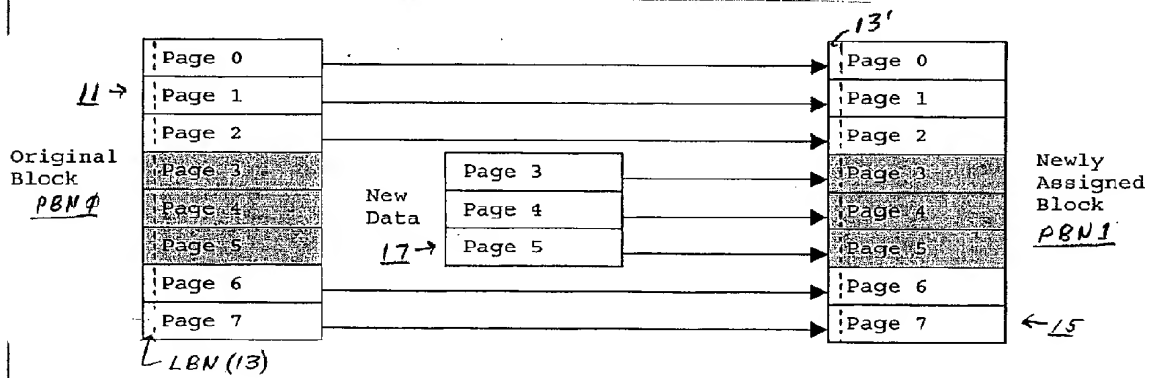 13'
Page 0
Page 1
Page 2
Page 3
Page 4
Page 5
Page 6
Page 7
11
Original
Block
PBN0
LBN (13)
New
Data
17
Page 3
Page 4
Page 5
Page 0
Page 1
Page 2
Page 3
Page 4
Page 5
Page 6
Page 7
Newly
Assigned
Block
PBN1
15